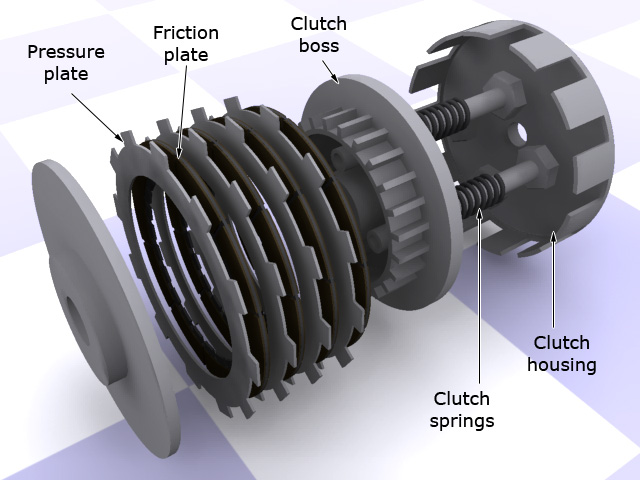 Clutch
boss
Friction
plate
Pressure
plate
Clutch
housing
Clutch
springs